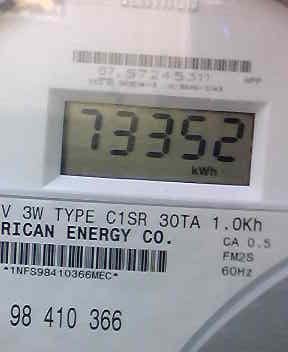 73352
kWh
V 3W TYPE C1SR 30TA 1.0Kh
RICAN ENERGY CO.
CA 0.5
FM2S
60Hz
*1NFS98410366MEC*
98 410 366